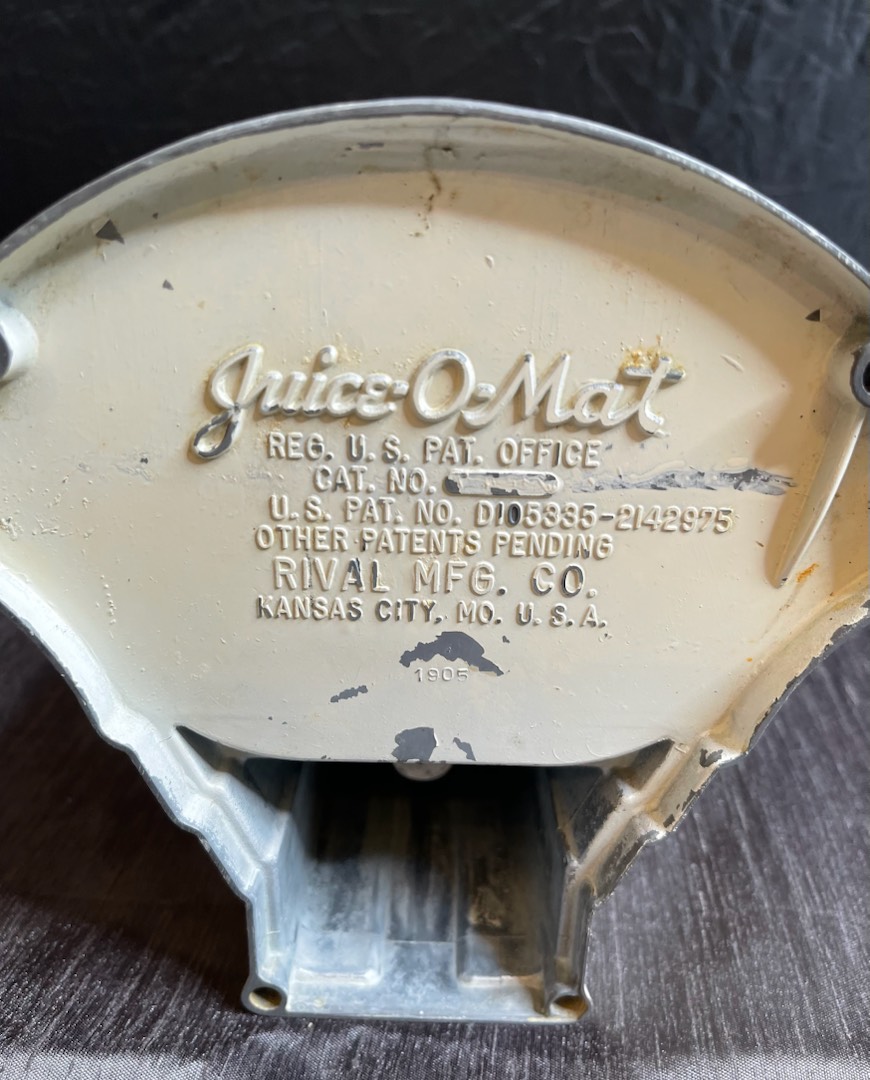 Juice-O-Mat
REG. U.S. PAT. OFFICE
CAT. NO.
U.S. PAT. NO. D105335-2142975
OTHER PATENTS PENDING
RIVAL MFG. CO.
KANSAS CITY, MO. U.S.A.
1905